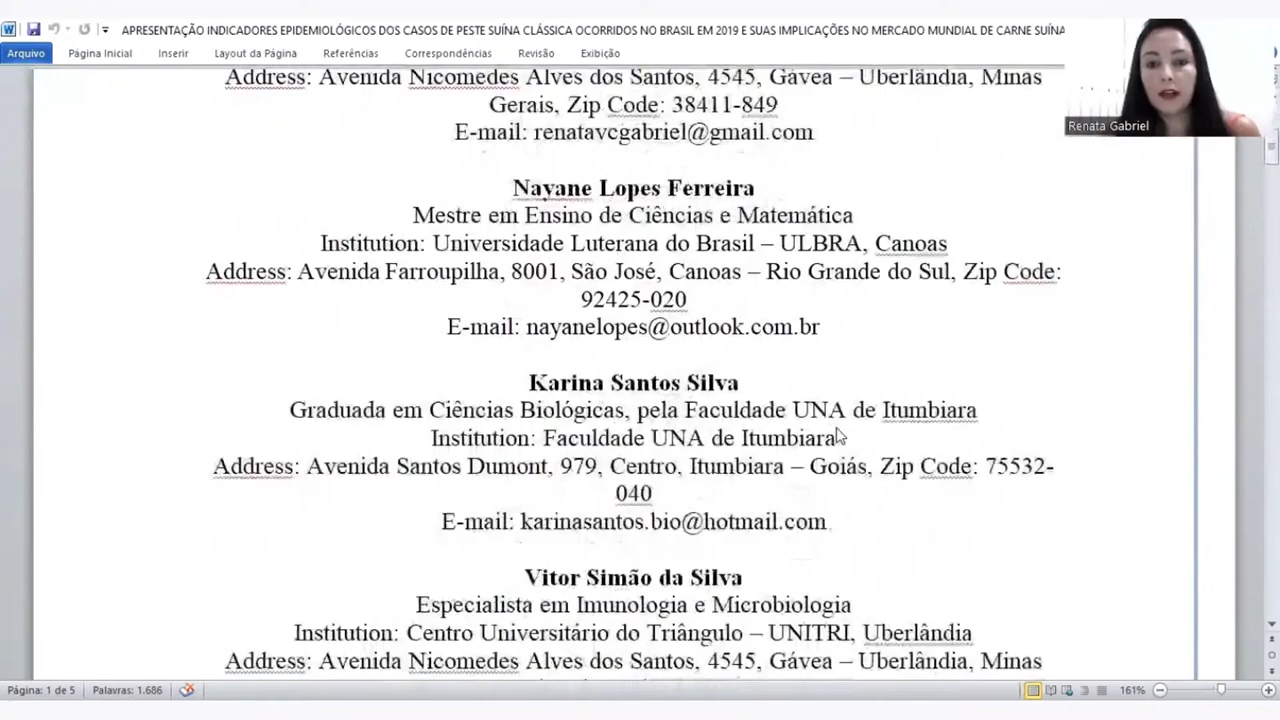 APRESENTAÇÃO INDICADORES EPIDEMIOLÓGICOS DOS CASOS DE PESTE SUÍNA CLÁSSICA OCORRIDOS NO BRASIL EM 2019 E SUAS IMPLICAÇÕES NO MERCADO MUNDIAL DE CARNE SUÍNA
Arquivo Página Inicial Inserir Layout da Página Referências Correspondências Revisão Exibição
Renata Gabriel
Address: Avenida Nicomedes Alves dos Santos, 4545, Gávea – Uberlândia, Minas
Gerais, Zip Code: 38411-849
E-mail: renatavcgabriel@gmail.com
Nayane Lopes Ferreira
Mestre em Ensino de Ciências e Matemática
Institution: Universidade Luterana do Brasil – ULBRA, Canoas
Address: Avenida Farroupilha, 8001, São José, Canoas – Rio Grande do Sul, Zip Code:
92425-020
E-mail: nayanelopes@outlook.com.br
Karina Santos Silva
Graduada em Ciências Biológicas, pela Faculdade UNA de Itumbiara
Institution: Faculdade UNA de Itumbiara
Address: Avenida Santos Dumont, 979, Centro, Itumbiara – Goiás, Zip Code: 75532-
040
E-mail: karinasantos.bio@hotmail.com
Vitor Simão da Silva
Especialista em Imunologia e Microbiologia
Institution: Centro Universitário do Triângulo – UNITRI, Uberlândia
Address: Avenida Nicomedes Alves dos Santos, 4545, Gávea – Uberlândia, Minas
Página: 1 de 5 Palavras: 1.686 161%